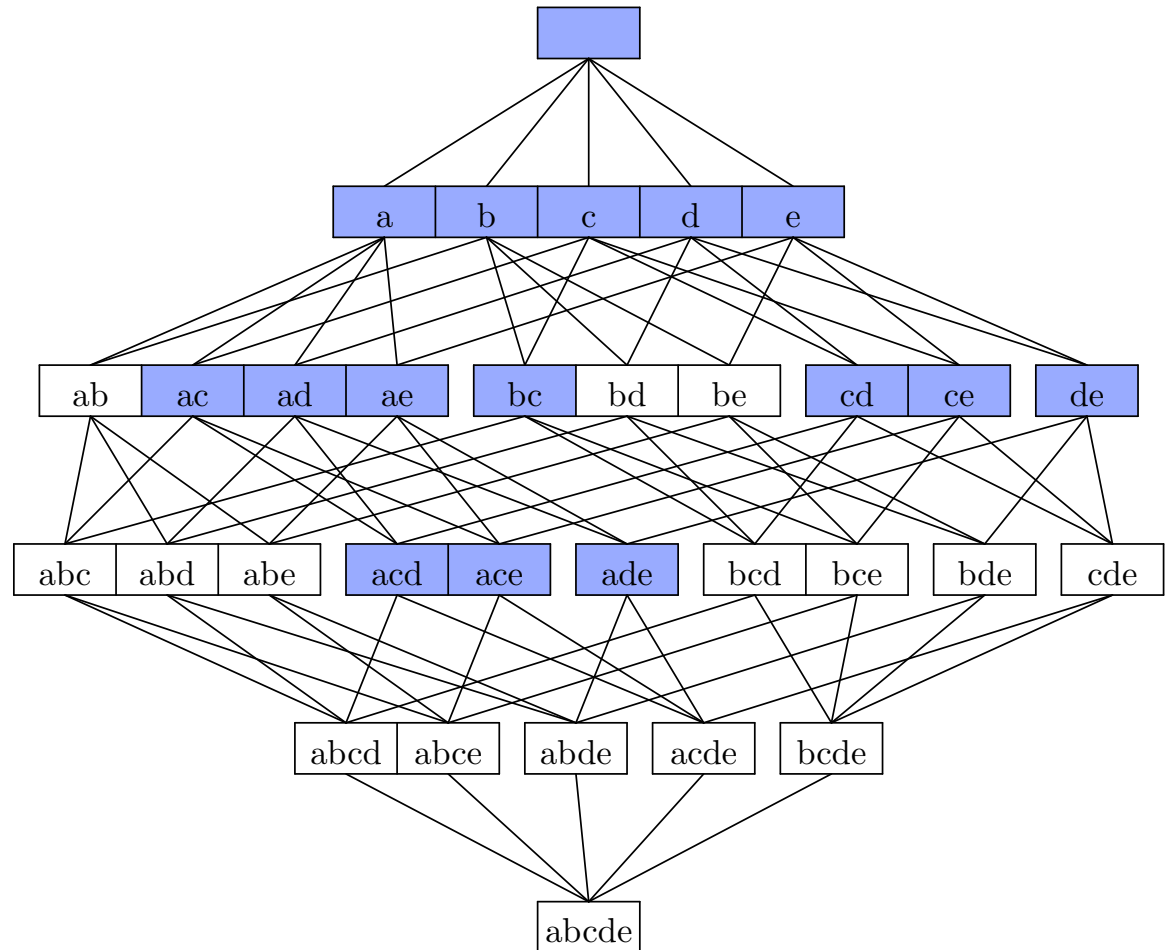 a b c d e
ab ac ad ae bc bd be cd ce de
abc abd abe acd ace ade bcd bce bde cde
abcd abce abde acde bcde
abcde